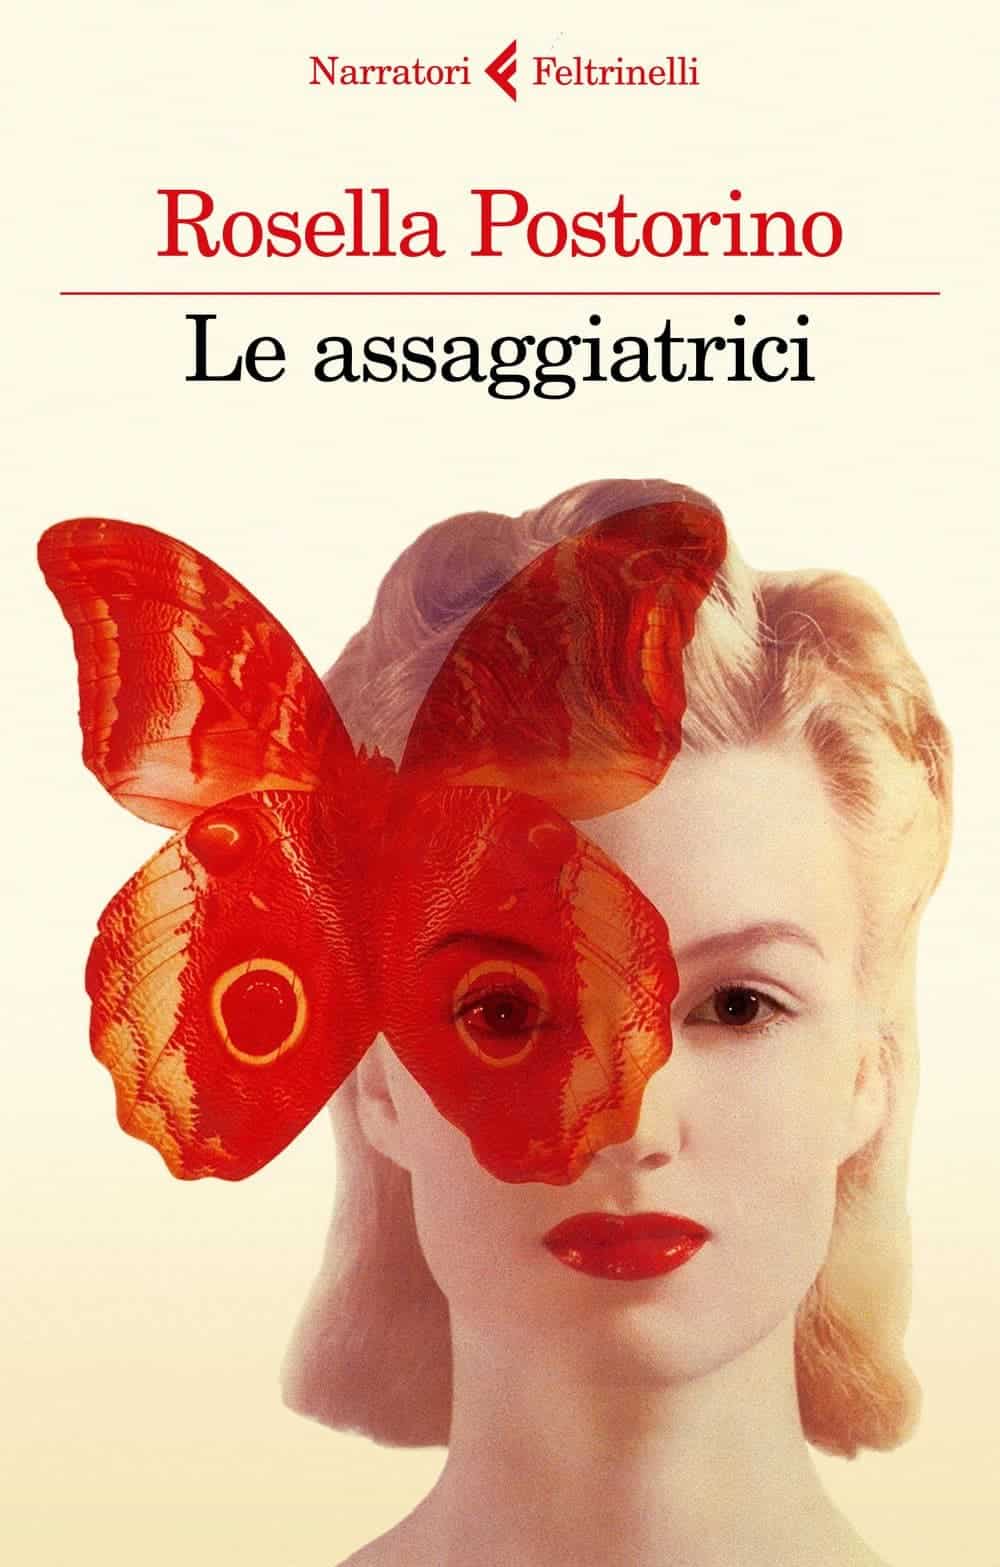 Narratori Feltrinelli
Rosella Postorino
Le assaggiatrici